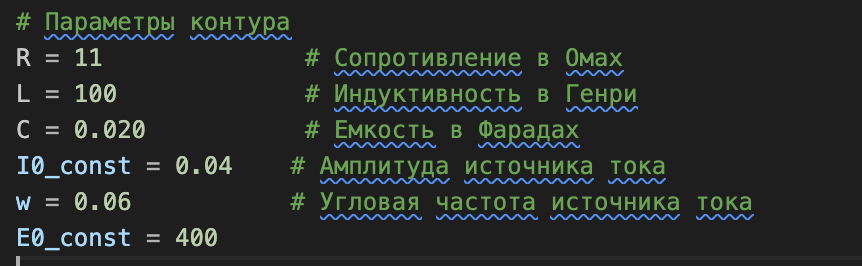 # Параметры контура
R = 11 # Сопротивление в Омах
L = 100 # Индуктивность в Генри
C = 0.020 # Емкость в Фарадах
I0_const = 0.04 # Амплитуда источника тока
w = 0.06 # Угловая частота источника тока
E0_const = 400